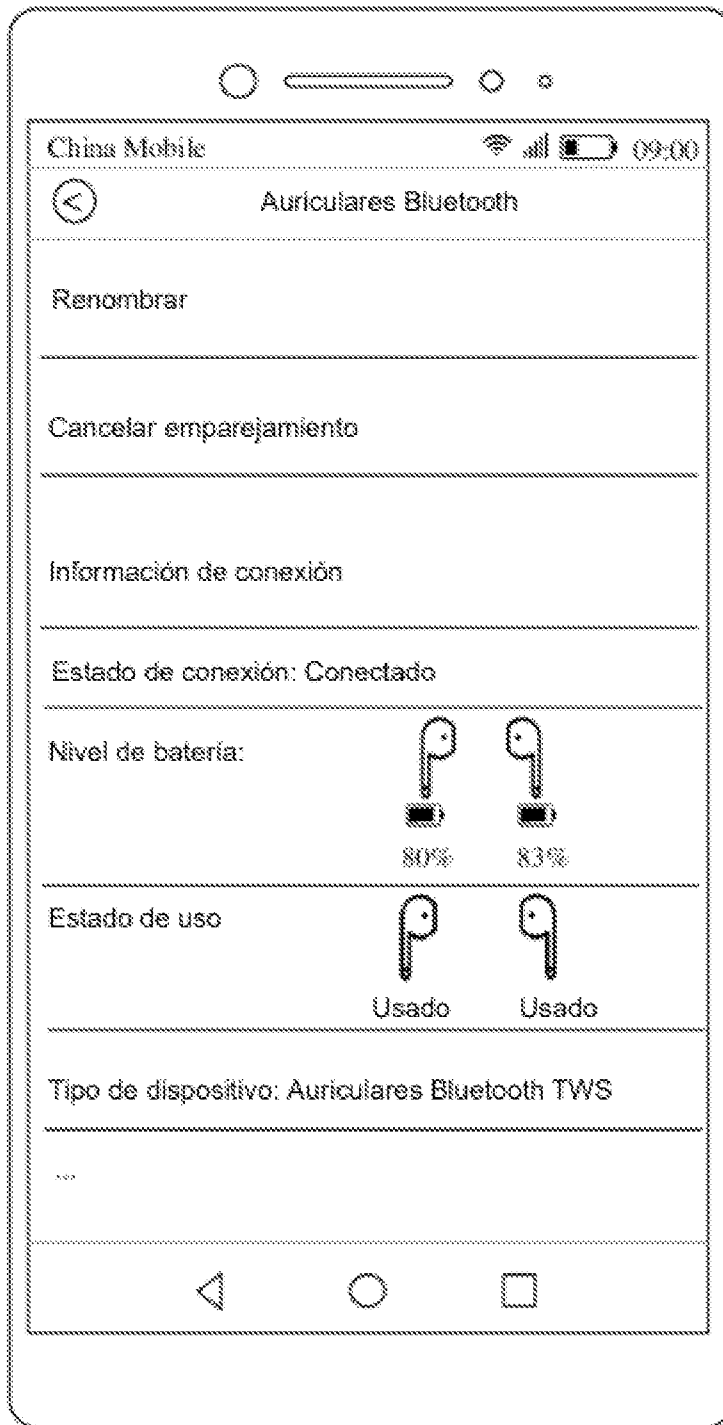 China Mobile 09:00
Auriculares Bluetooth
Renombrar
Cancelar emparejamiento
Información de conexión
Estado de conexión: Conectado
Nivel de batería:
80% 83%
Estado de uso
Usado Usado
Tipo de dispositivo: Auriculares Bluetooth TWS
...